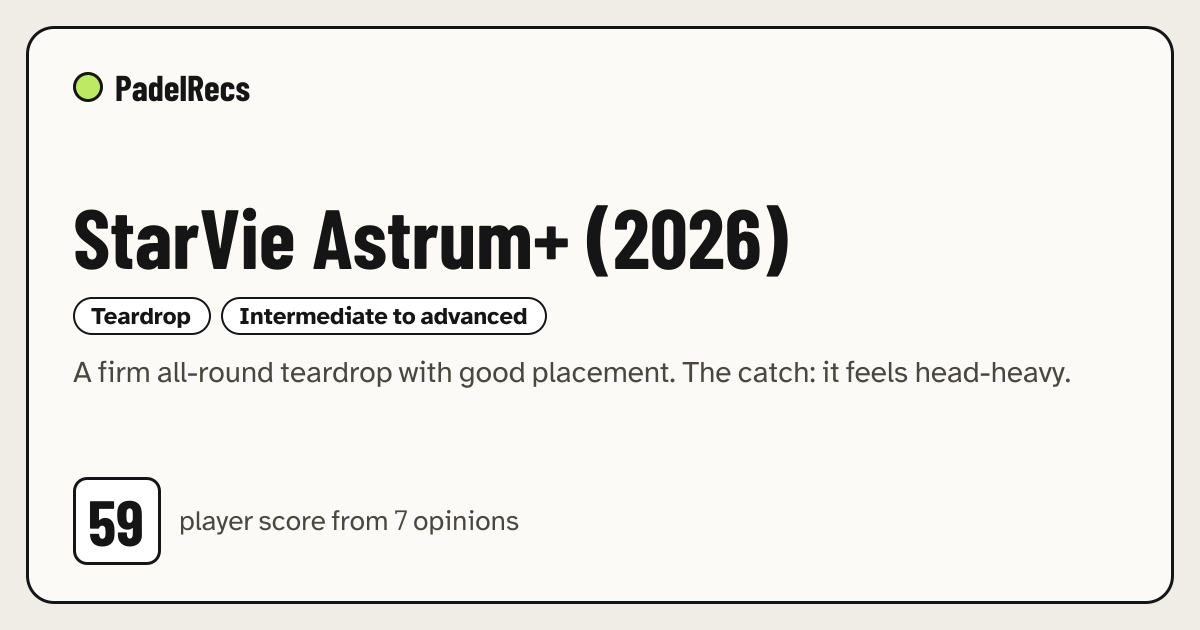 PadelRecs
StarVie Astrum+ (2026)
Teardrop Intermediate to advanced
A firm all-round teardrop with good placement. The catch: it feels head-heavy.
59 player score from 7 opinions